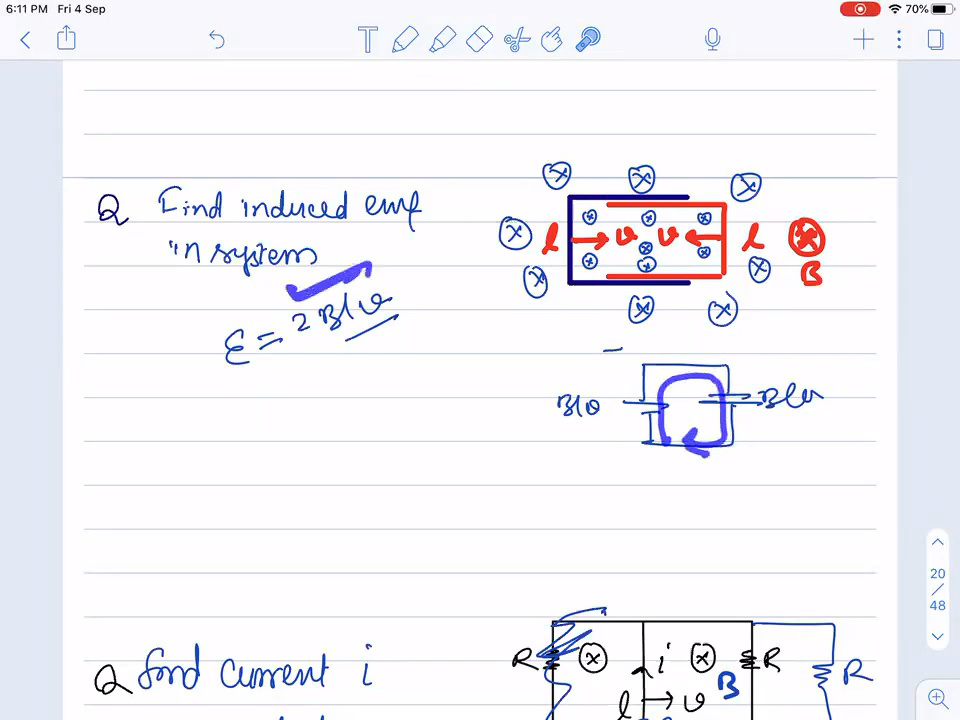 6:11 PM Fri 4 Sep
70%
T
Q Find induced emf
in system
ε = 2Blv
l v v l
B
Blv
Blv
20
/
48
Q find current i
R i R R
B
l v